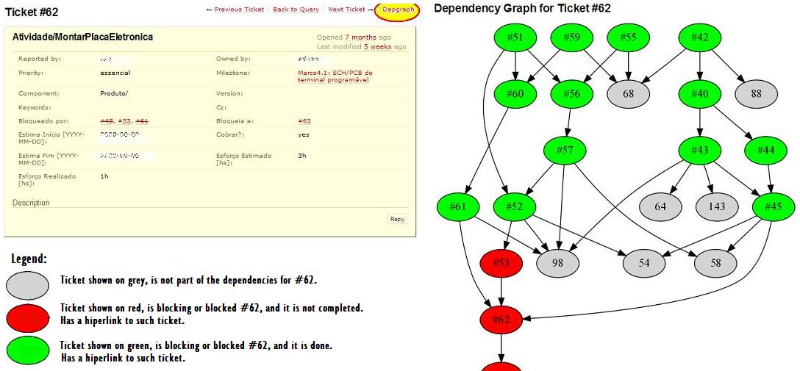 Ticket #62
← Previous Ticket | Back to Query | Next Ticket → | Depgraph
Atividade/MontarPlacaEletronica
Opened 7 months ago
Last modified 5 weeks ago
Reported by:
Owned by:
Priority: essencial
Milestone: Marco4.1: SCH/PCB do terminal programável
Component: Produto/
Version:
Keywords:
Cc:
Bloqueado por: #45, #53, #61
Bloqueia a: #63
Estima Inicio [YYYY-MM-DD]:
Cobrar?: yes
Estima Fim [YYYY-MM-DD]:
Esforço Estimado [hs]: 3h
Esforço Realizado [hs]: 1h
Description
Reply
Legend:
Ticket shown on grey, is not part of the dependencies for #62.
Ticket shown on red, is blocking or blocked #62, and it is not completed.
Has a hiperlink to such ticket.
Ticket shown on green, is blocking or blocked #62, and it is done.
Has a hiperlink to such ticket.
Dependency Graph for Ticket #62
#51 #59 #55 #42
#60 #56 68 #40 88
#57 #43 #44
#61 #52 64 143 #45
#53 98 54 58
#62